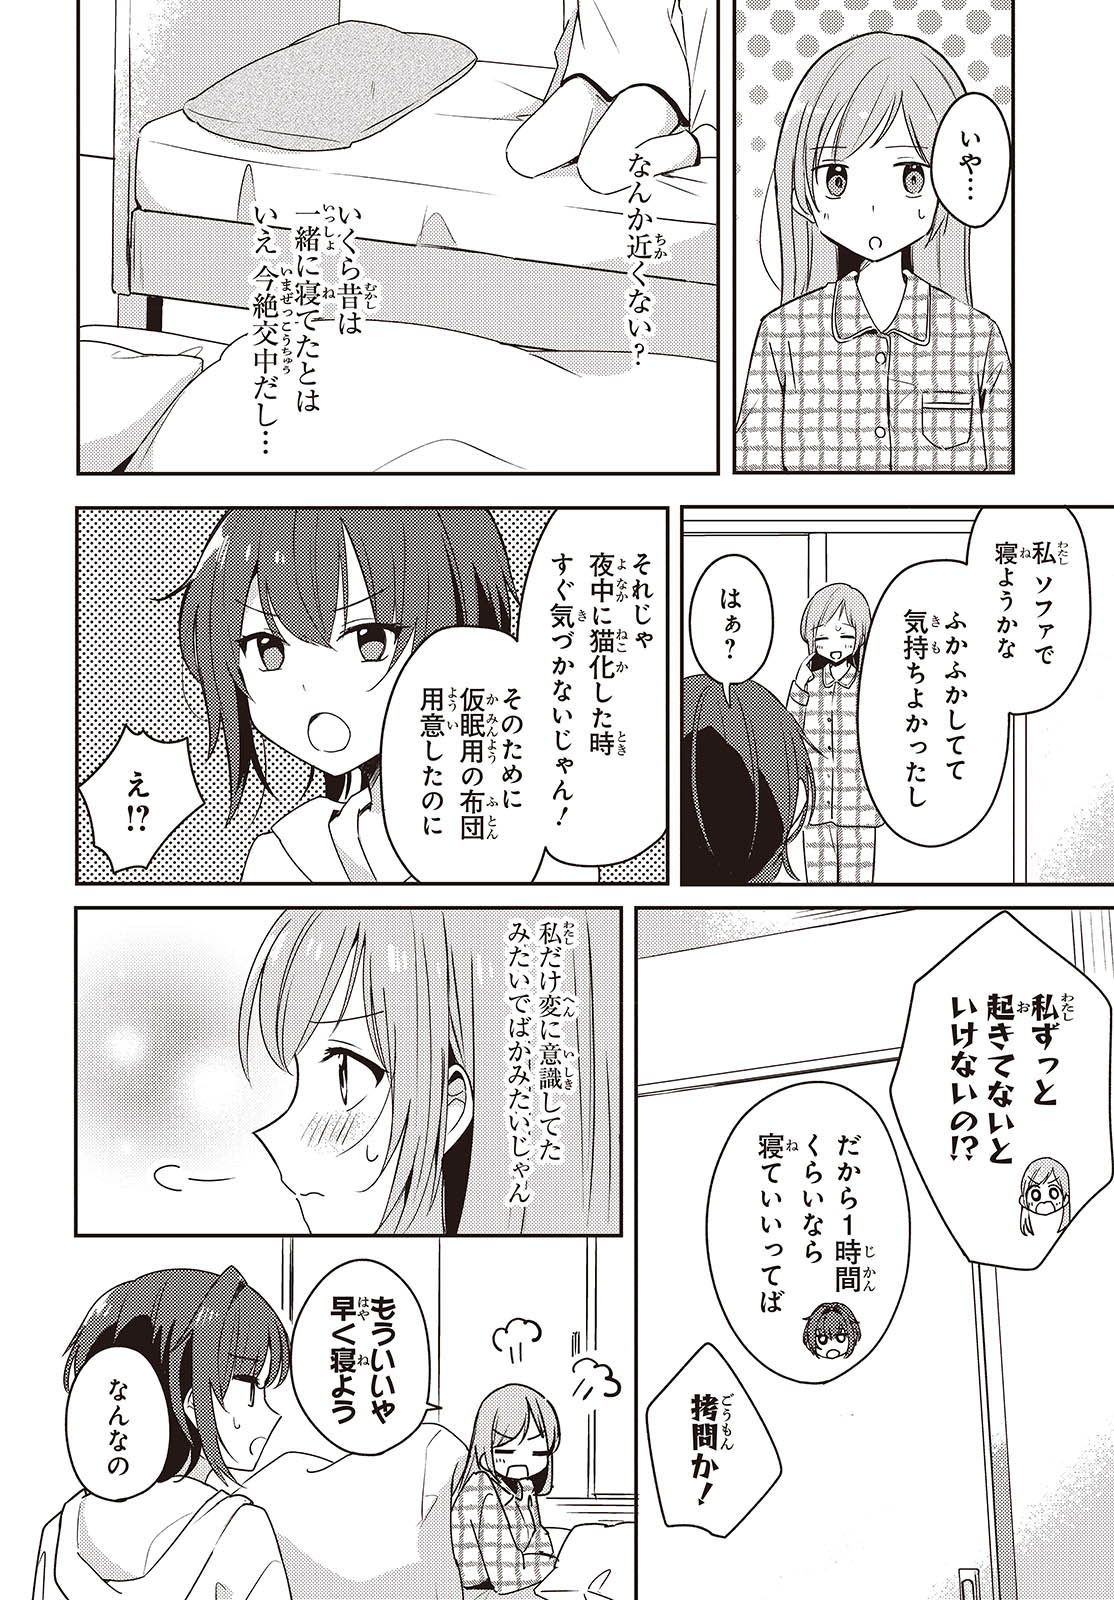 いや…
なんか近くない？
いくら昔は
一緒に寝てたとは
いえ 今絶交中だし…
私 ソファで
寝ようかな
ふかふかしてて
気持ちよかったし
はぁ？
それじゃ
夜中に猫化した時
すぐ気づかないじゃん！
そのために
仮眠用の布団
用意したのに
え!?
私ずっと
起きてないと
いけないの!?
だから1時間
くらいなら
寝ていいってば
拷問か！
私だけ変に意識してた
みたいでばかみたいじゃん
もういいや
早く寝よう
なんなの